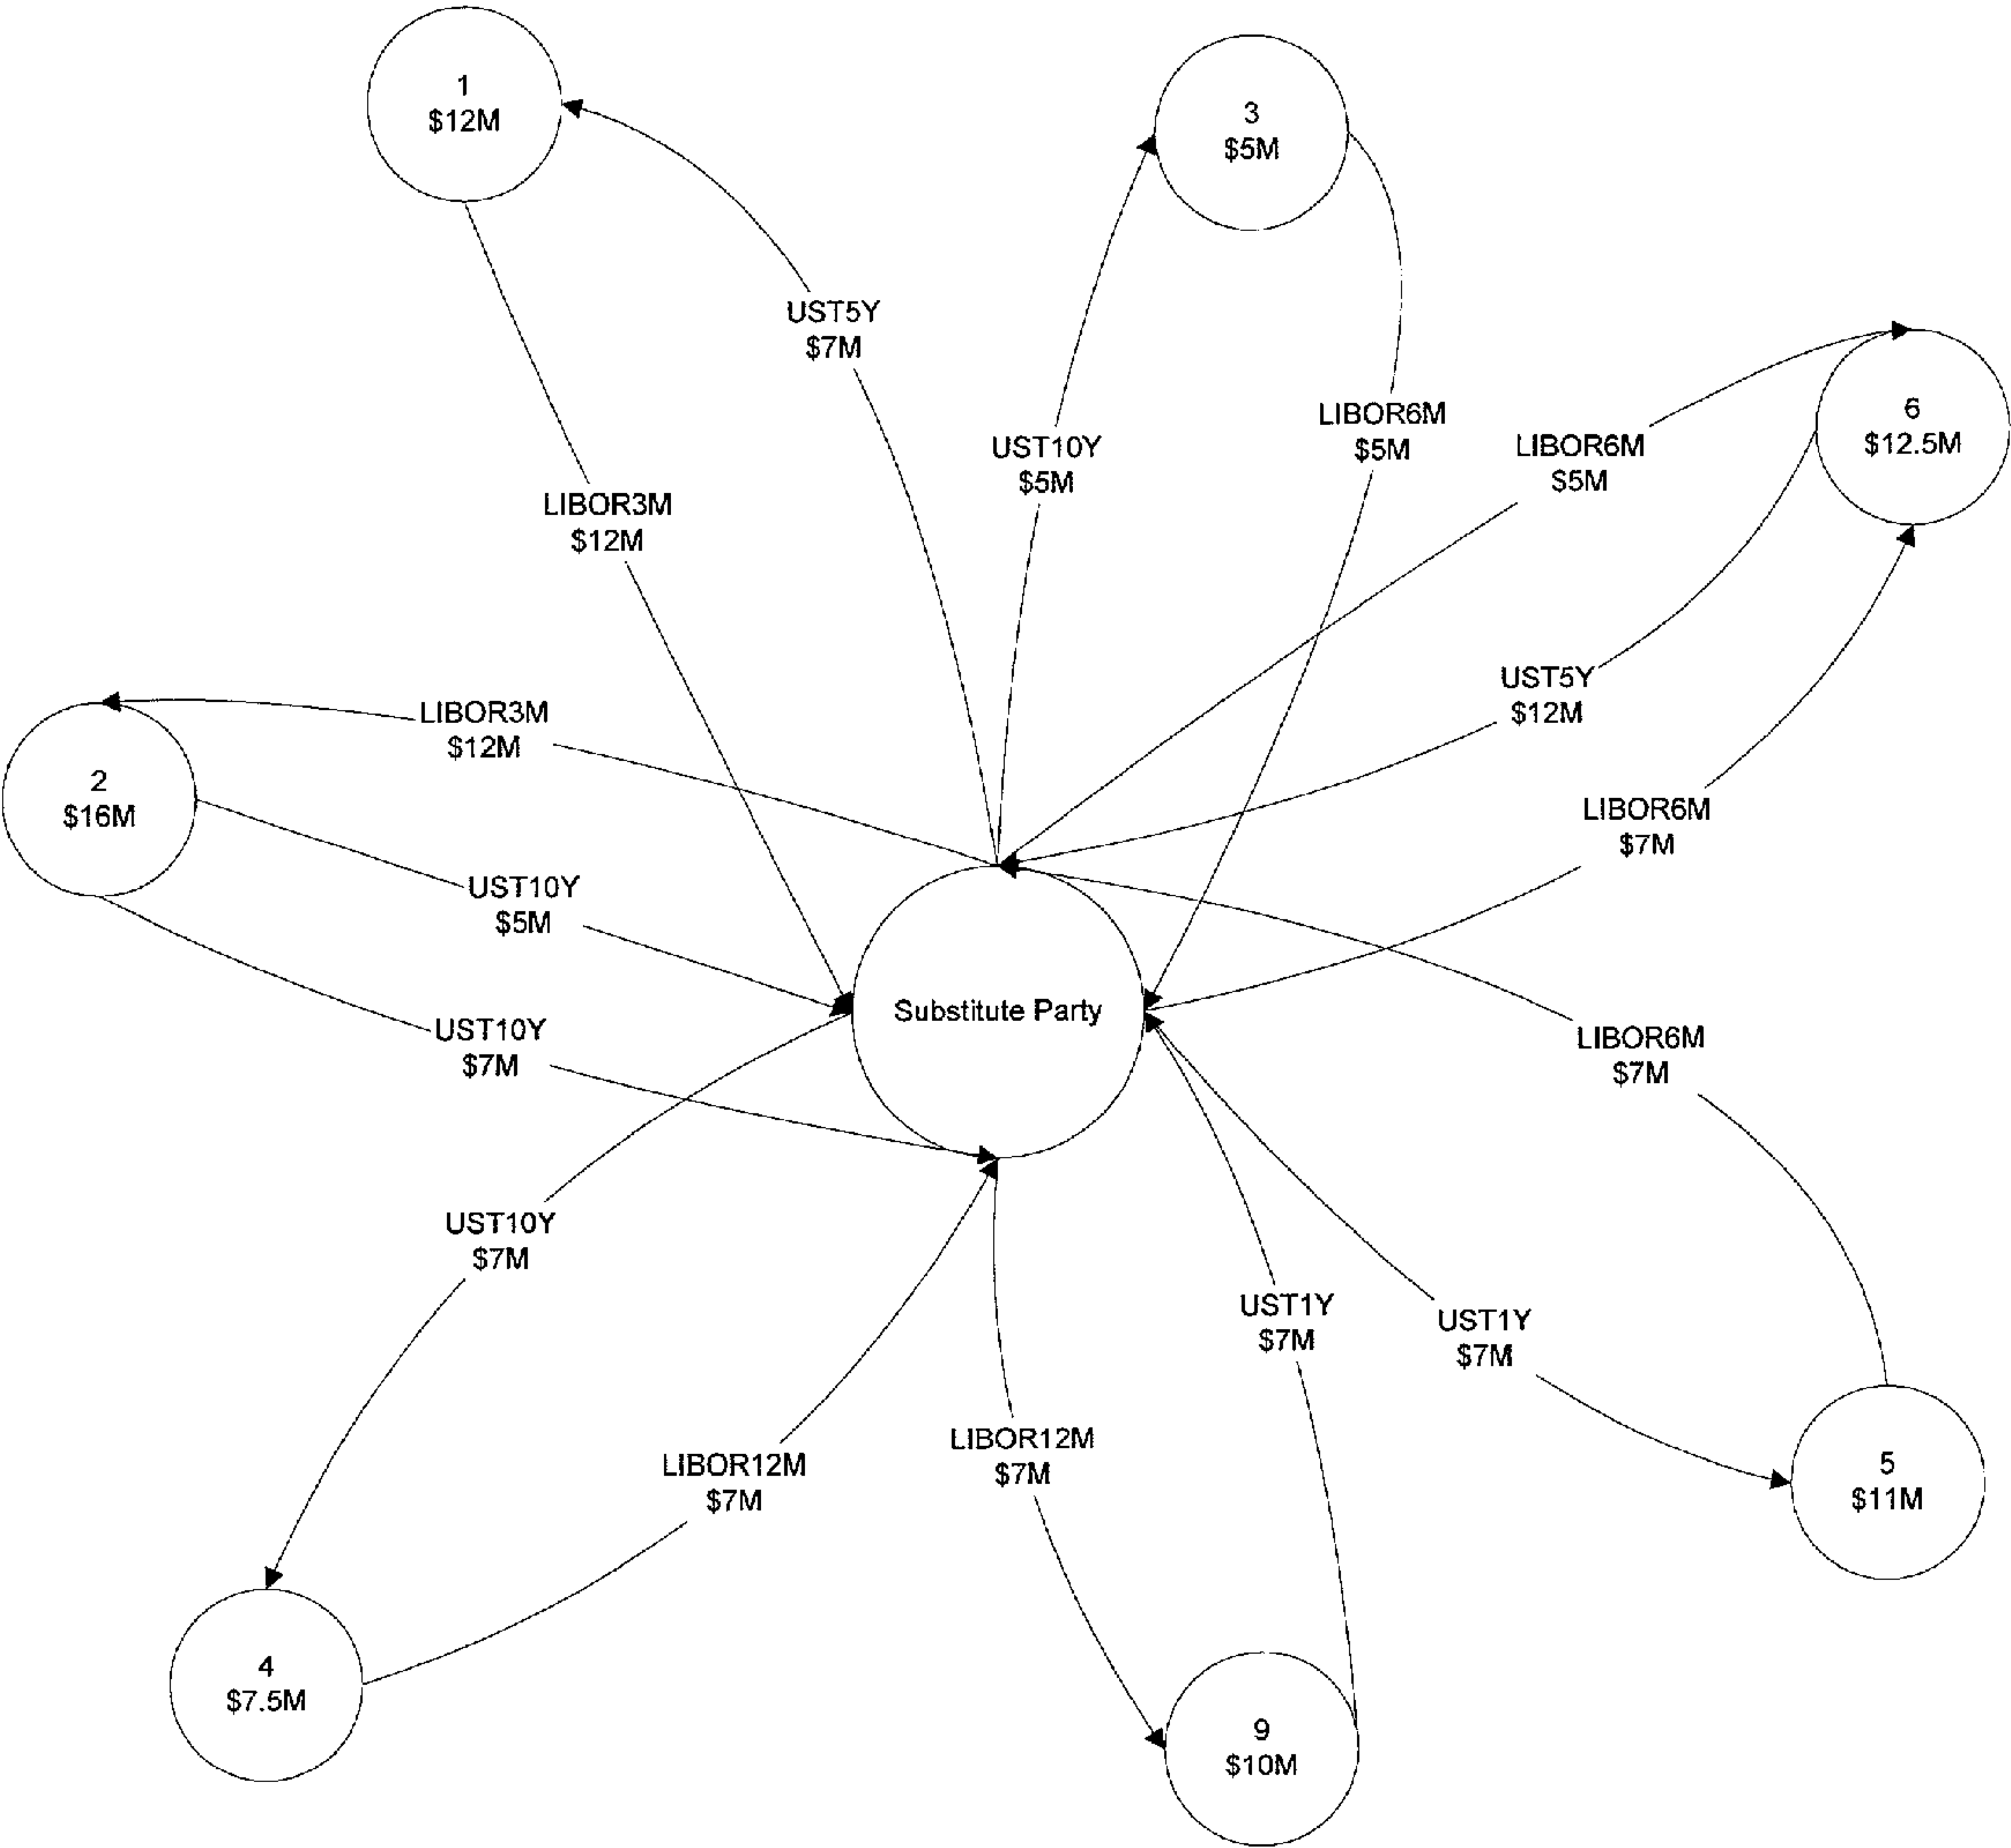 1
$12M
3
$5M
UST5Y
$7M
6
$12.5M
LIBOR6M
$5M
UST10Y
$5M
LIBOR6M
$5M
LIBOR3M
$12M
UST5Y
$12M
LIBOR3M
$12M
2
$16M
LIBOR6M
$7M
UST10Y
$5M
Substitute Party
UST10Y
$7M
LIBOR6M
$7M
UST10Y
$7M
UST1Y
$7M
UST1Y
$7M
LIBOR12M
$7M
LIBOR12M
$7M
5
$11M
4
$7.5M
9
$10M